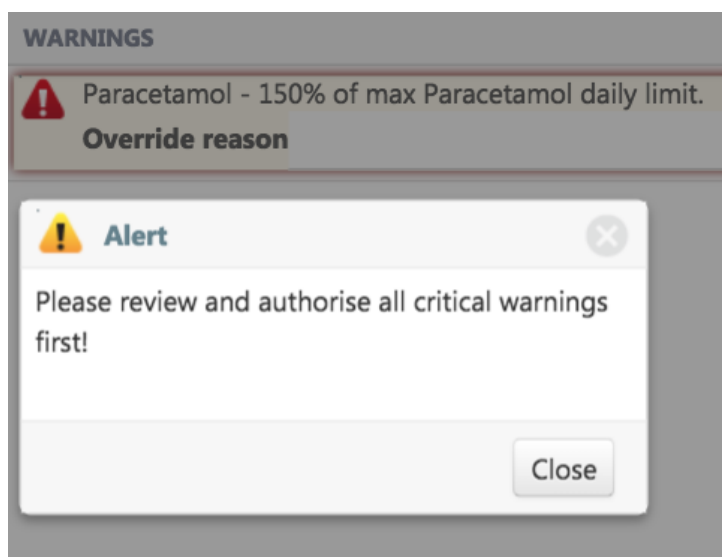 WARNINGS
Paracetamol - 150% of max Paracetamol daily limit.
Override reason
Alert
Please review and authorise all critical warnings
first!
Close